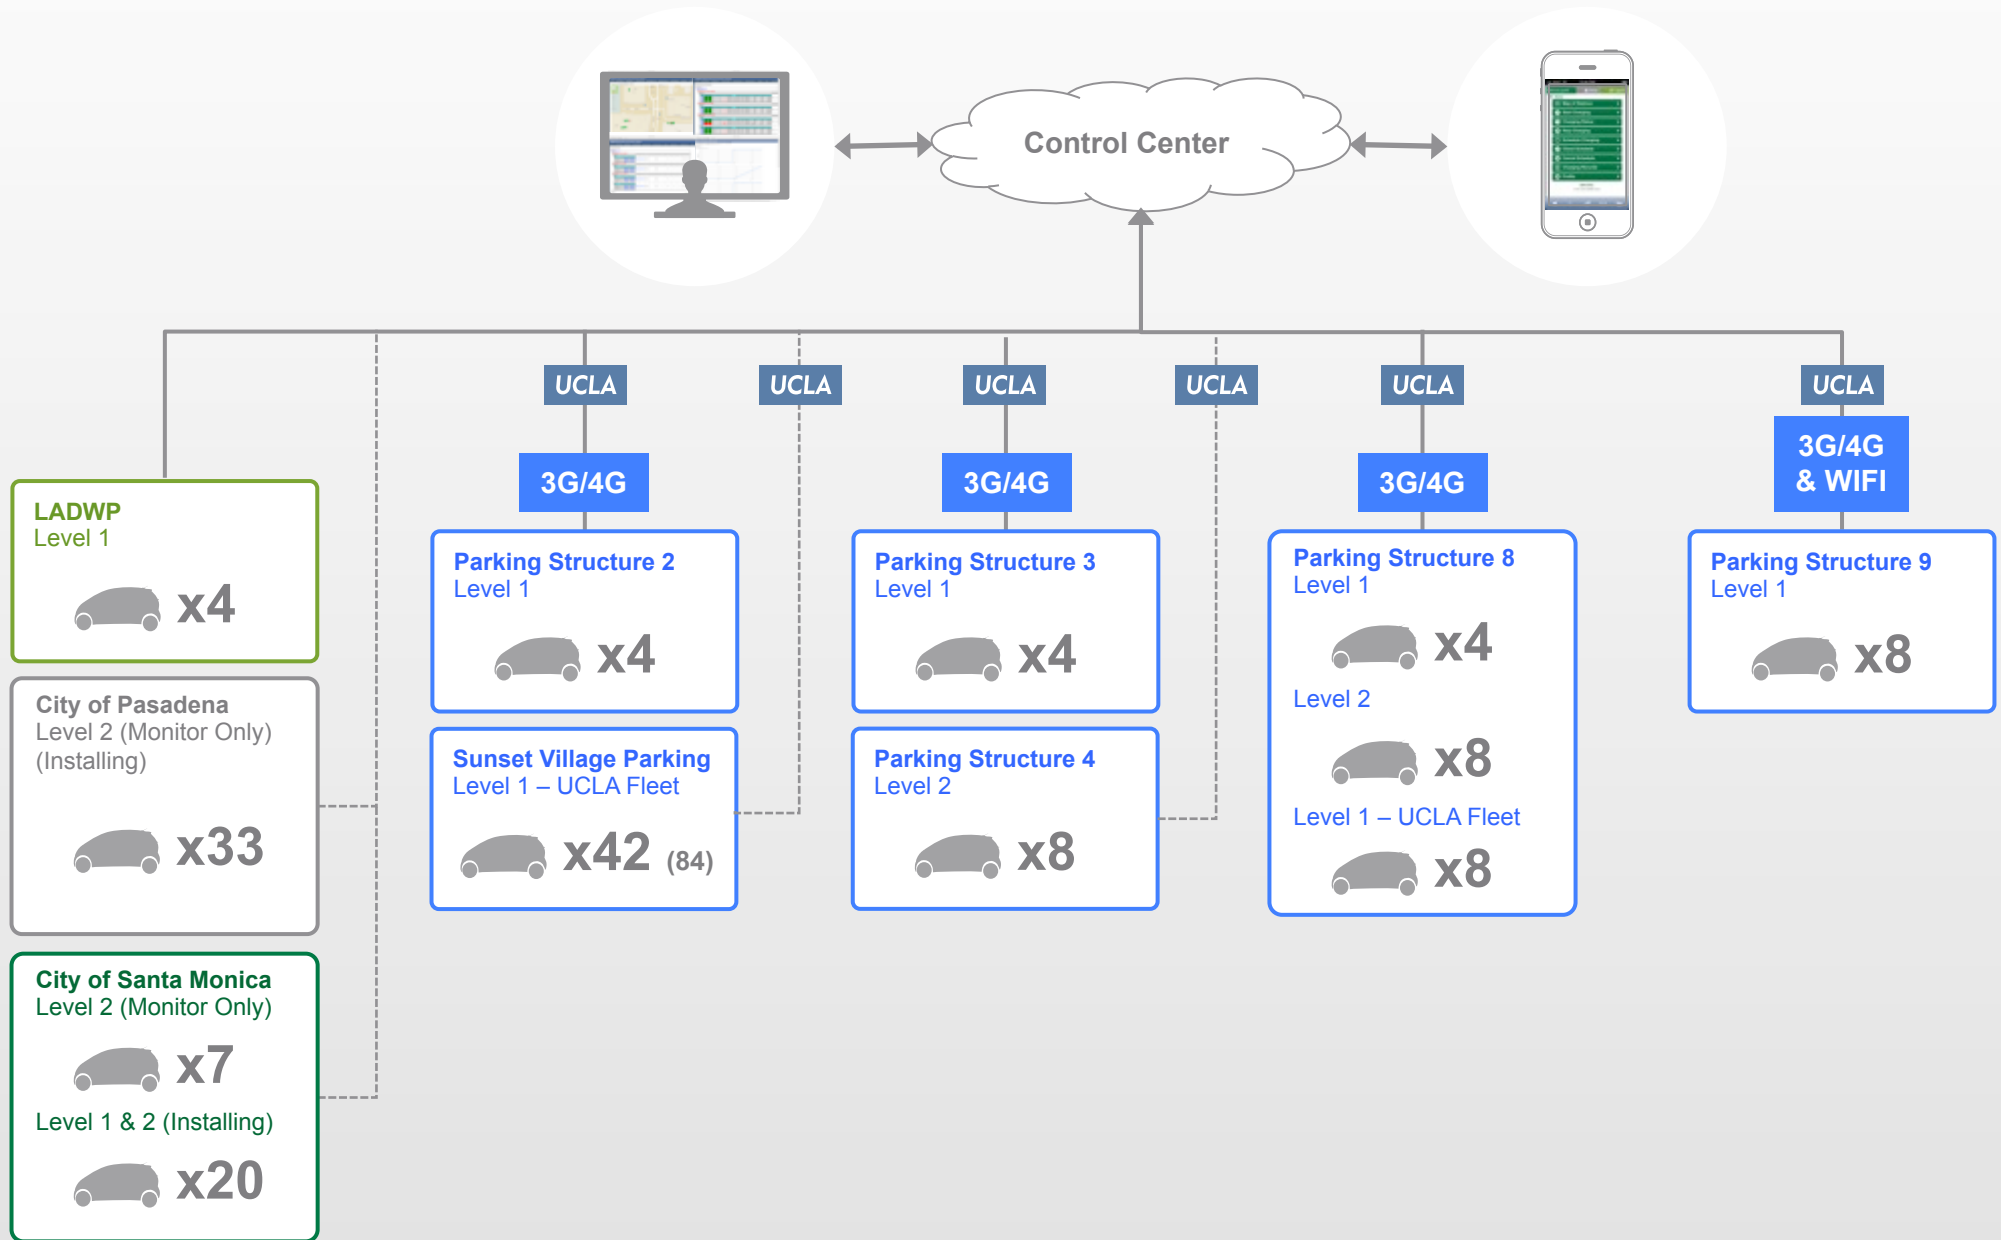 Control Center
UCLA
UCLA
UCLA
UCLA
UCLA
UCLA
3G/4G
3G/4G
3G/4G
3G/4G
& WIFI
LADWP
Level 1
x4
City of Pasadena
Level 2 (Monitor Only)
(Installing)
x33
City of Santa Monica
Level 2 (Monitor Only)
x7
Level 1 & 2 (Installing)
x20
Parking Structure 2
Level 1
x4
Sunset Village Parking
Level 1 – UCLA Fleet
x42 (84)
Parking Structure 3
Level 1
x4
Parking Structure 4
Level 2
x8
Parking Structure 8
Level 1
x4
Level 2
x8
Level 1 – UCLA Fleet
x8
Parking Structure 9
Level 1
x8